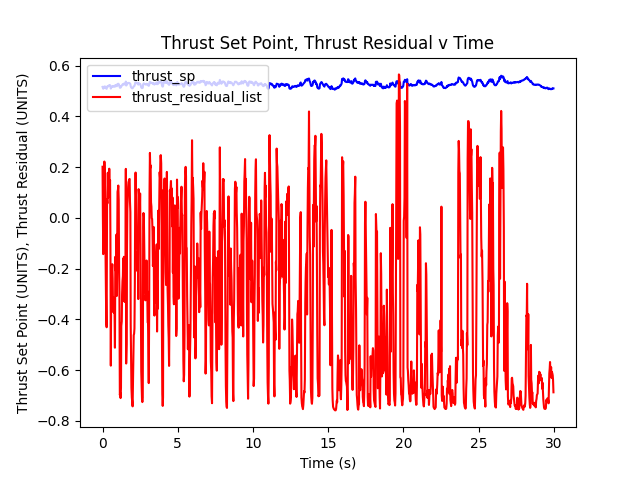 Thrust Set Point, Thrust Residual v Time
thrust_sp
thrust_residual_list
Thrust Set Point (UNITS), Thrust Residual (UNITS)
0.6
0.4
0.2
0.0
−0.2
−0.4
−0.6
−0.8
0 5 10 15 20 25 30
Time (s)